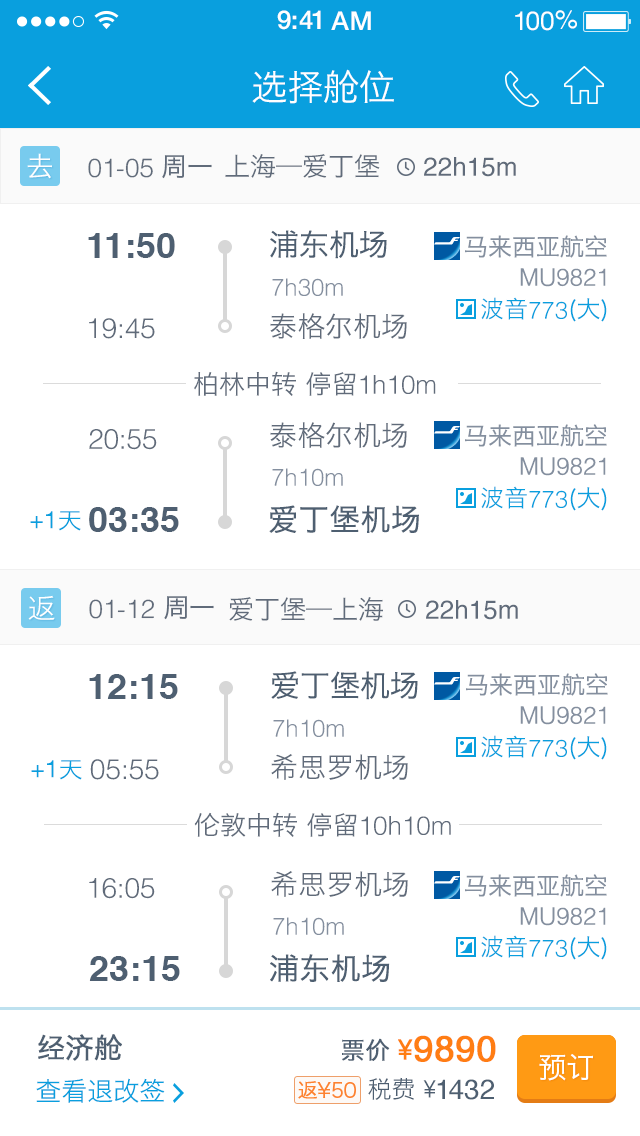 9:41 AM 100%
选择舱位
去 01-05 周一 上海—爱丁堡 22h15m
11:50 浦东机场 马来西亚航空
7h30m MU9821
19:45 泰格尔机场 波音773(大)
柏林中转 停留1h10m
20:55 泰格尔机场 马来西亚航空
7h10m MU9821
+1天 03:35 爱丁堡机场 波音773(大)
返 01-12 周一 爱丁堡—上海 22h15m
12:15 爱丁堡机场 马来西亚航空
7h10m MU9821
+1天 05:55 希思罗机场 波音773(大)
伦敦中转 停留10h10m
16:05 希思罗机场 马来西亚航空
7h10m MU9821
23:15 浦东机场 波音773(大)
经济舱 票价 ¥9890 预订
查看退改签 返¥50 税费 ¥1432